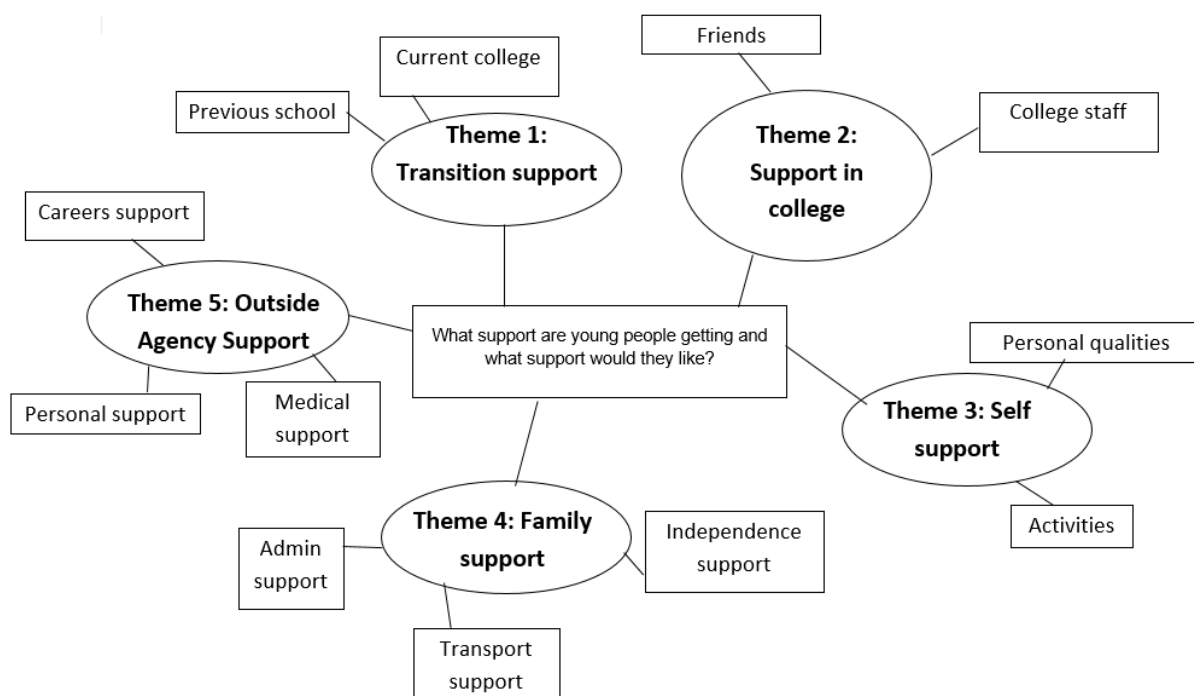 Friends
Current college
Previous school
College staff
Theme 1:
Transition support
Theme 2:
Support in
college
Careers support
Theme 5: Outside
Agency Support
What support are young people getting and
what support would they like?
Personal qualities
Personal support
Medical
support
Theme 3: Self
support
Activities
Theme 4: Family
support
Admin
support
Independence
support
Transport
support